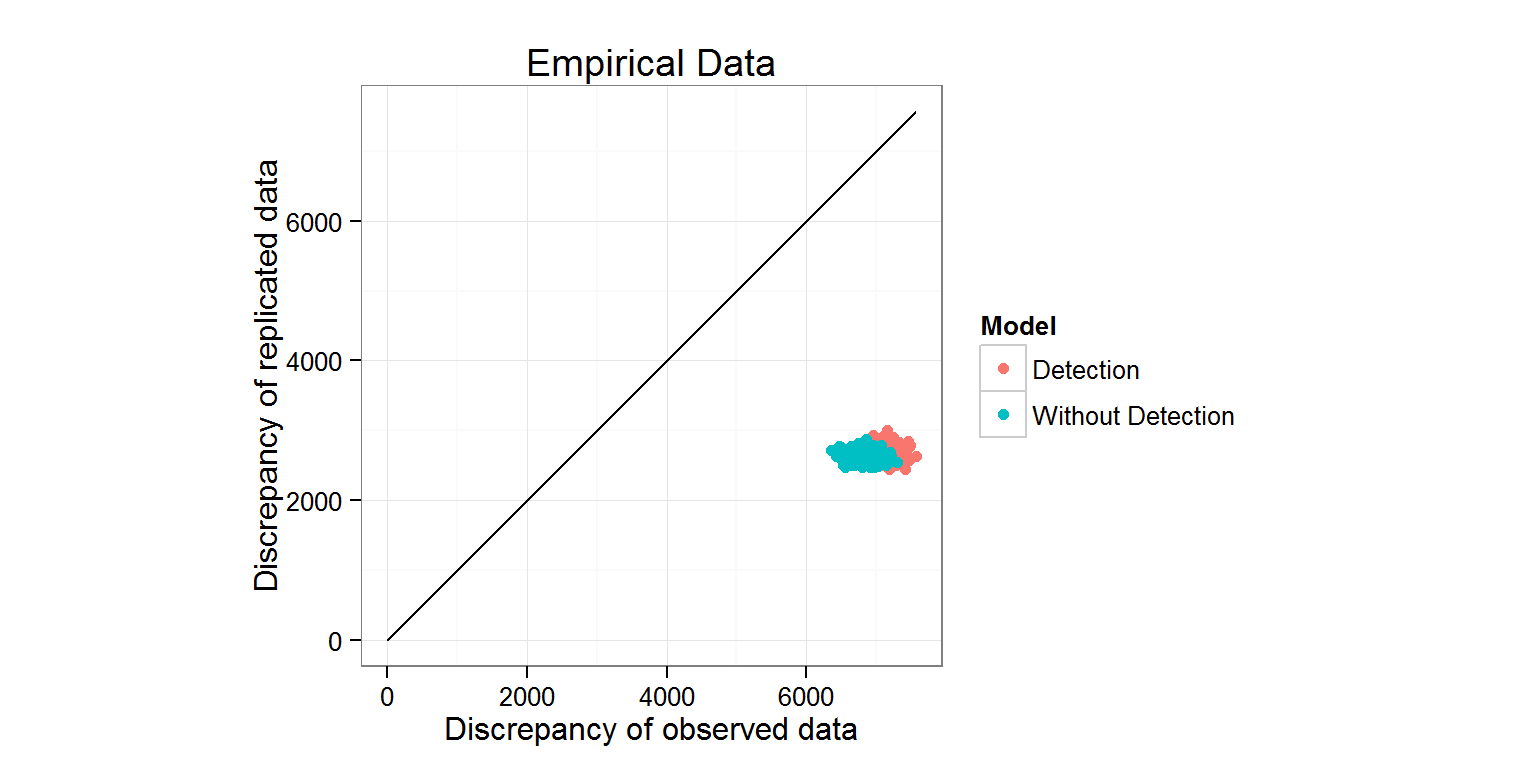 Empirical Data
Discrepancy of replicated data
6000
4000
2000
0
0 2000 4000 6000
Discrepancy of observed data
Model
Detection
Without Detection